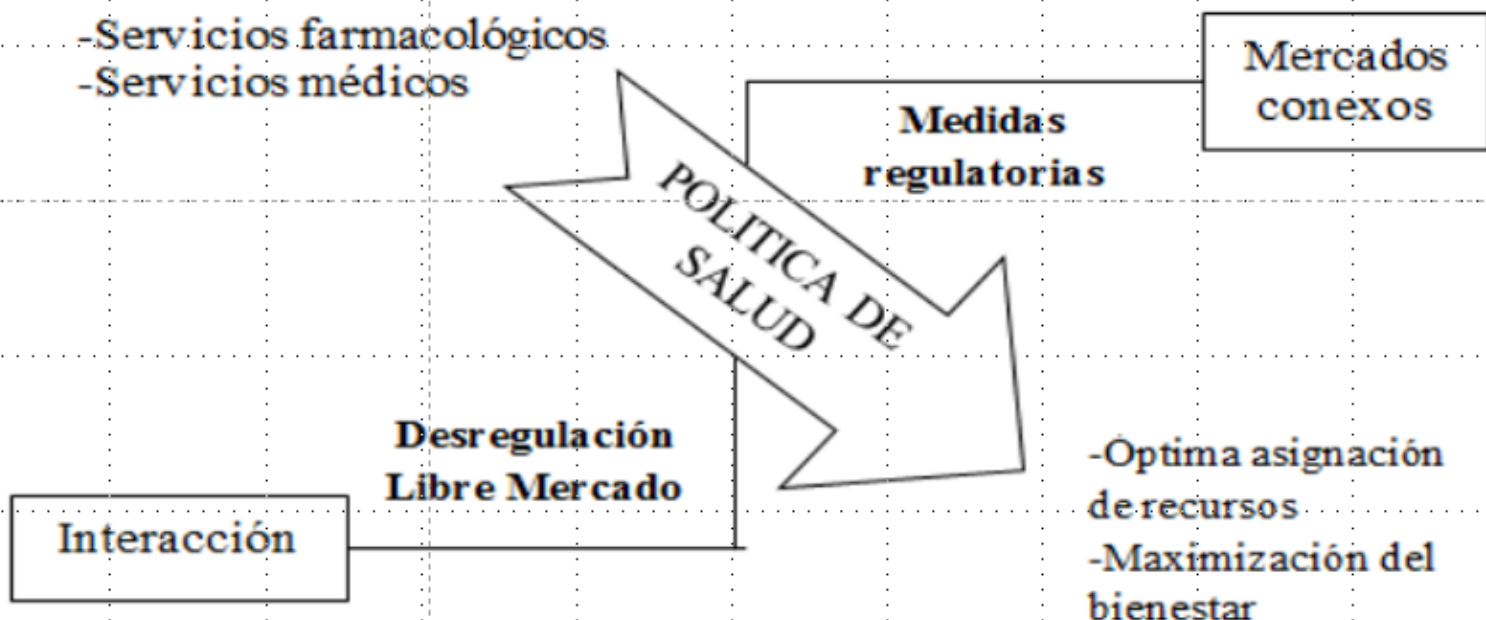 -Servicios farmacológicos
-Servicios médicos
Mercados
conexos
Medidas
regulatorias
POLITICA DE
SALUD
Desregulación
Libre Mercado
Interacción
-Óptima asignación
de recursos
-Maximización del
bienestar